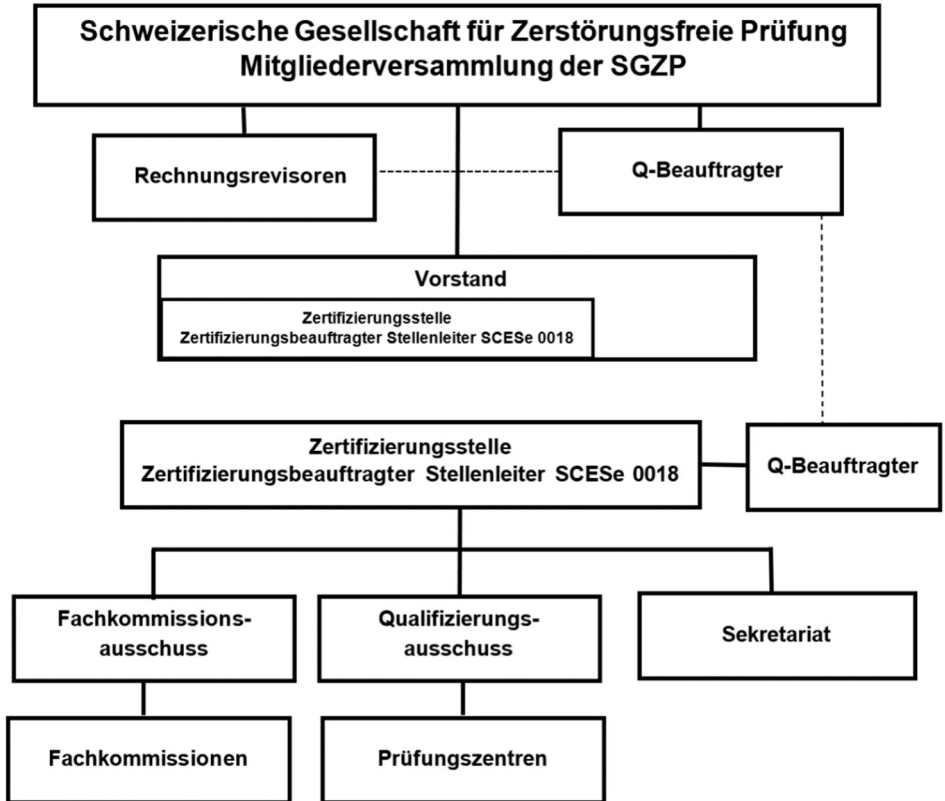 Schweizerische Gesellschaft für Zerstörungsfreie Prüfung
Mitgliederversammlung der SGZP
Rechnungsrevisoren
Q-Beauftragter
Vorstand
Zertifizierungsstelle
Zertifizierungsbeauftragter Stellenleiter SCESe 0018
Zertifizierungsstelle
Zertifizierungsbeauftragter Stellenleiter SCESe 0018
Q-Beauftragter
Fachkommissions-
ausschuss
Qualifizierungs-
ausschuss
Sekretariat
Fachkommissionen
Prüfungszentren